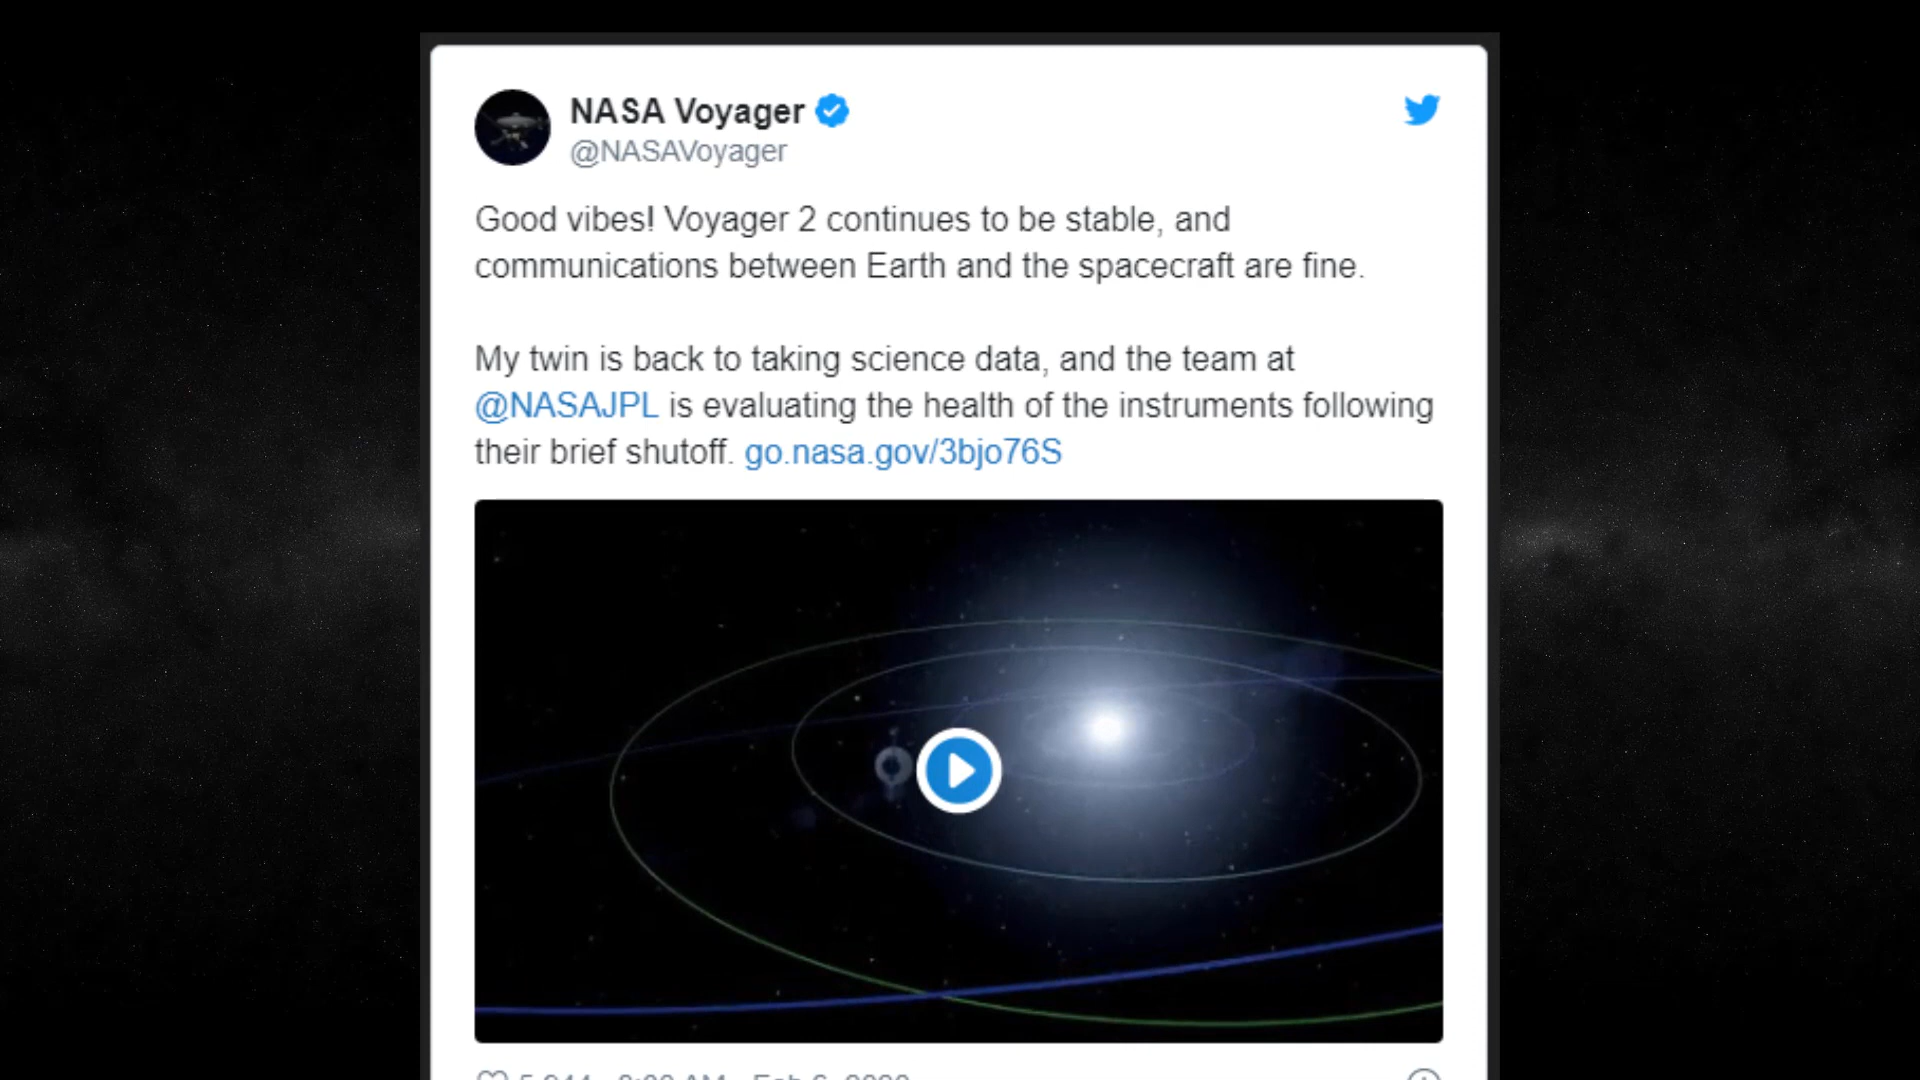 NASA Voyager
@NASAVoyager
Good vibes! Voyager 2 continues to be stable, and
communications between Earth and the spacecraft are fine.
My twin is back to taking science data, and the team at
@NASAJPL is evaluating the health of the instruments following
their brief shutoff. go.nasa.gov/3bjo76S